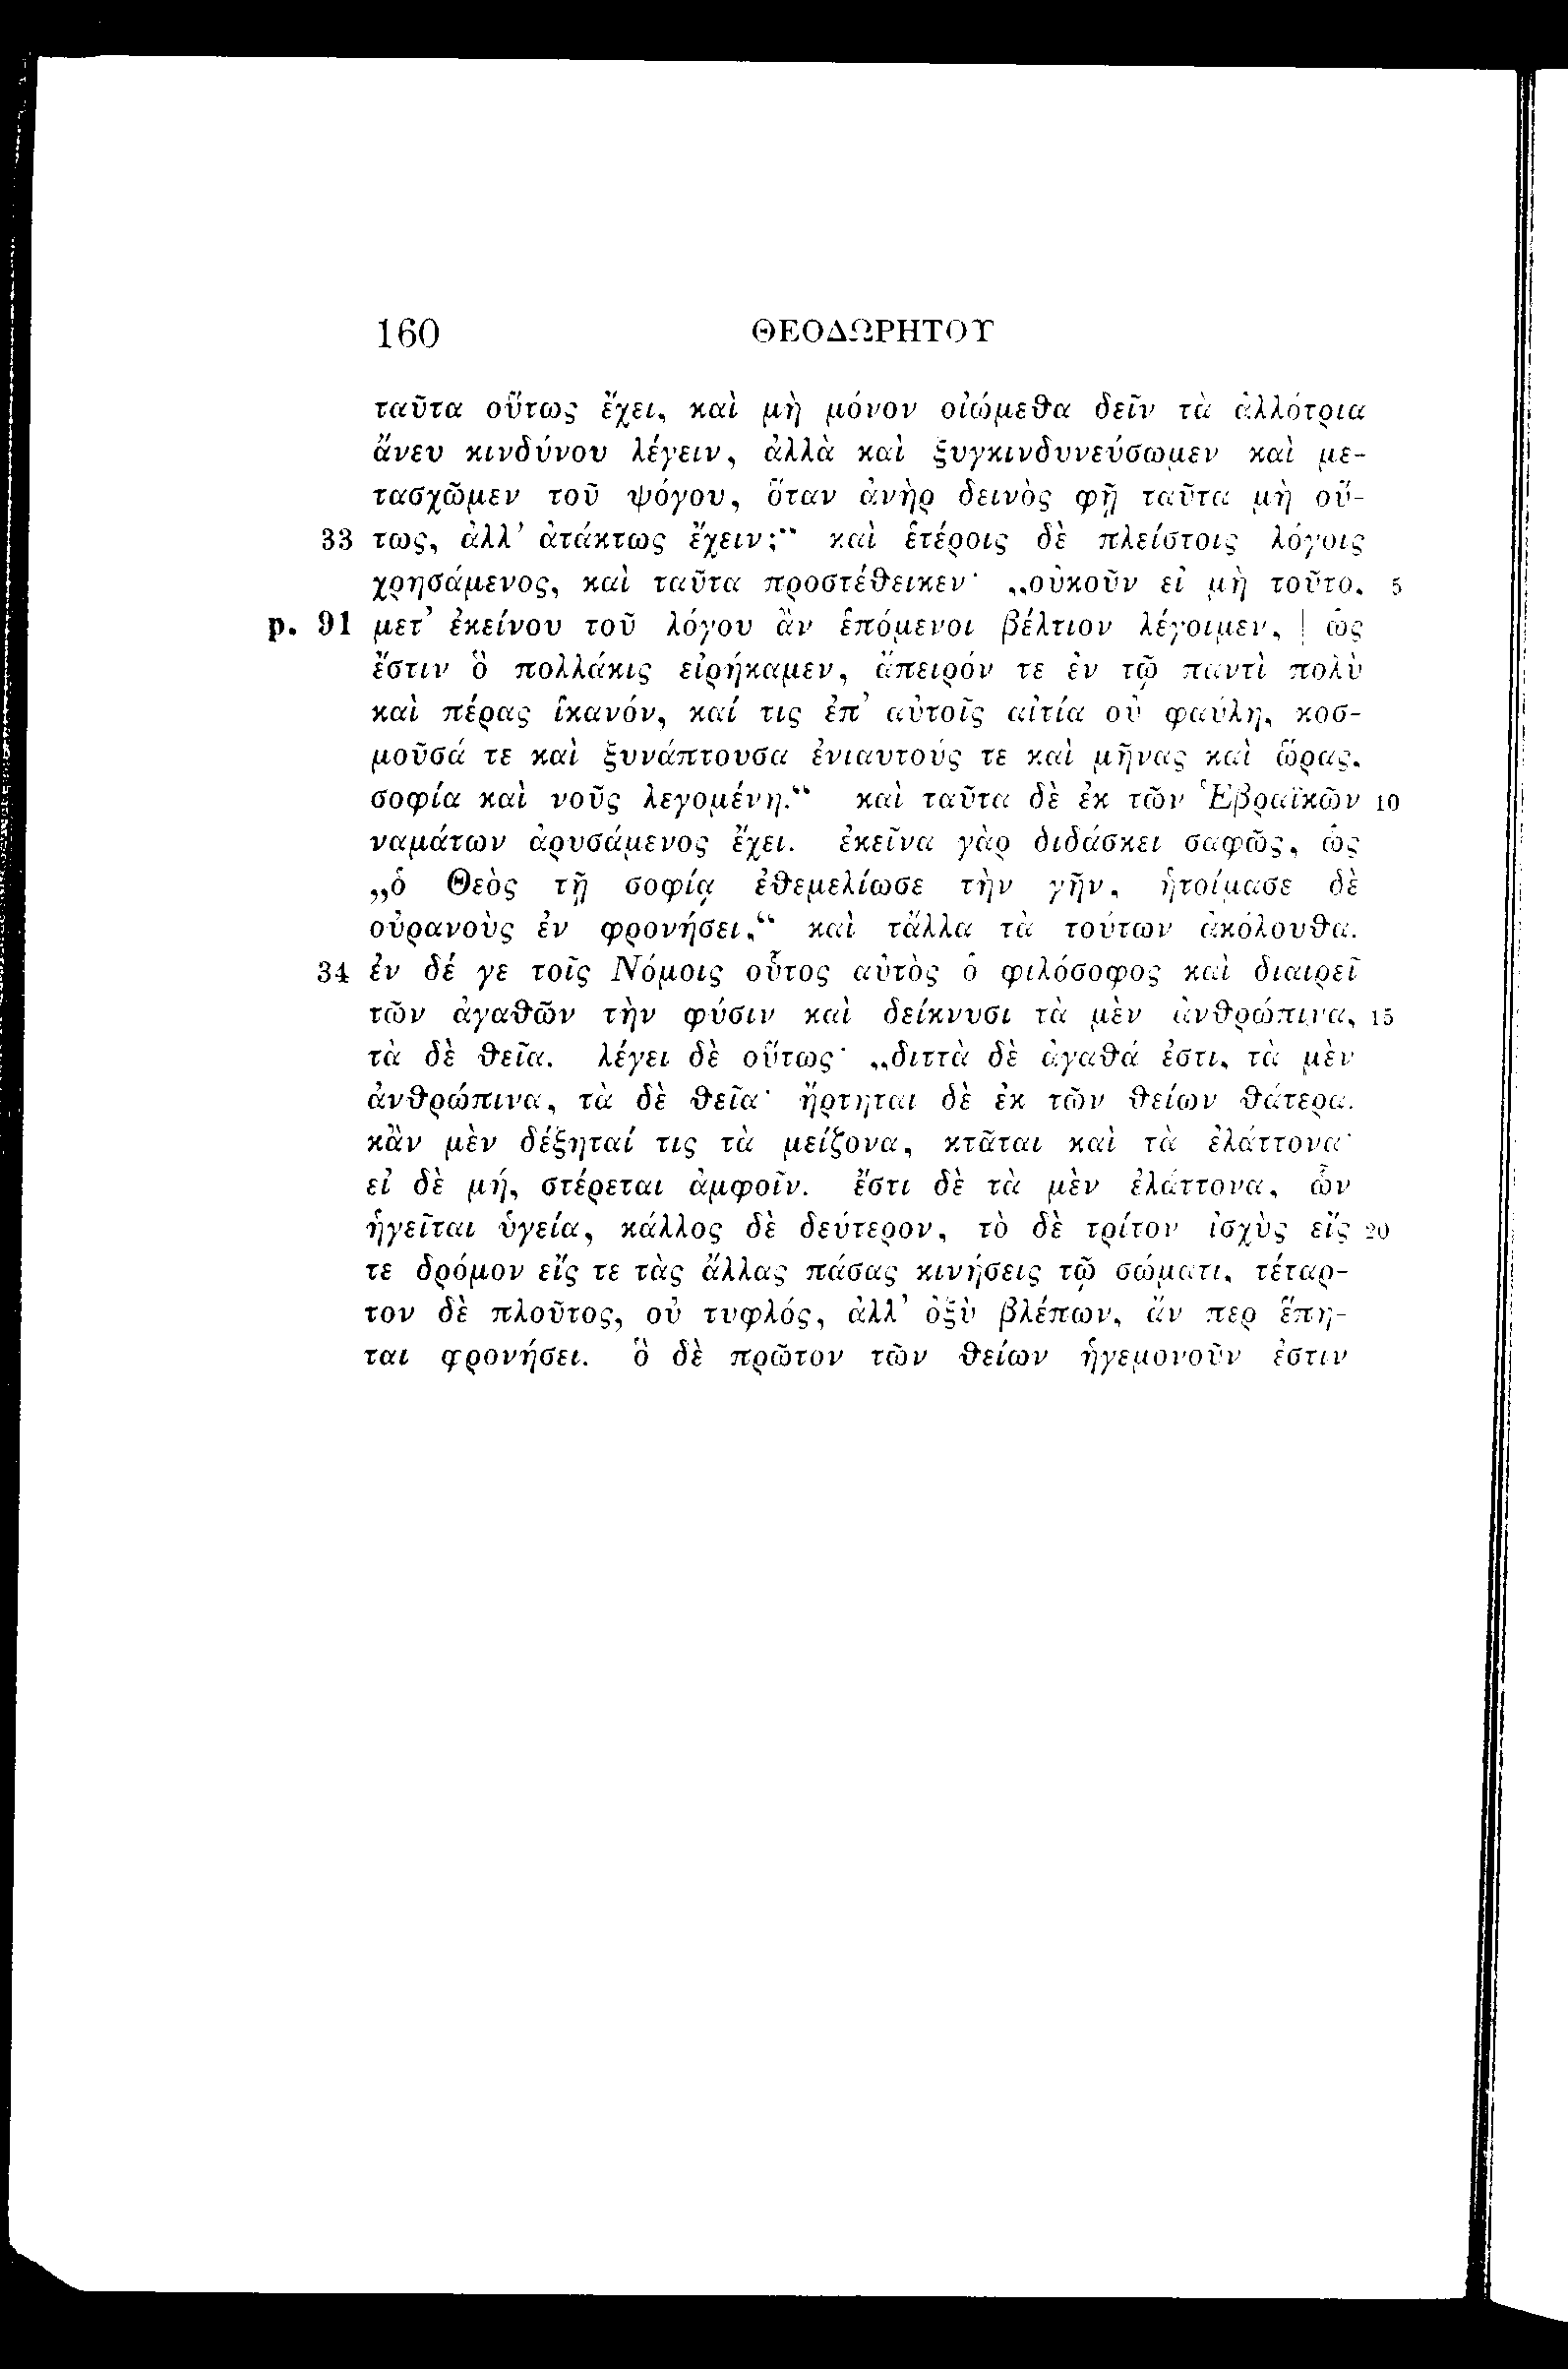 160 ΘΕΟΔΩΡΗΤΟΥ
ταῦτα οὕτως ἔχει, καὶ μὴ μόνον οἰώμεθα δεῖν τὰ ἀλλότρια
ἄνευ κινδύνου λέγειν, ἀλλὰ καὶ ξυγκινδυνεύσωμεν καὶ με-
τασχῶμεν τοῦ ψόγου, ὅταν ἀνὴρ δεινὸς φῇ ταῦτα μὴ οὕ-
33 τως, ἀλλ’ ἀτάκτως ἔχειν;“ καὶ ἑτέροις δὲ πλείστοις λόγοις
χρησάμενος, καὶ ταῦτα προστέθεικεν· „οὐκοῦν εἰ μὴ τοῦτο, 5
p. 91 μετ’ ἐκείνου τοῦ λόγου ἂν ἑπόμενοι βέλτιον λέγοιμεν, | ὡς
ἔστιν ὃ πολλάκις εἰρήκαμεν, ἄπειρόν τε ἐν τῷ παντὶ πολὺ
καὶ πέρας ἱκανόν, καί τις ἐπ’ αὐτοῖς αἰτία οὐ φαύλη, κοσ-
μοῦσά τε καὶ ξυνάπτουσα ἐνιαυτούς τε καὶ μῆνας καὶ ὥρας,
σοφία καὶ νοῦς λεγομένη.“ καὶ ταῦτα δὲ ἐκ τῶν Ἑβραϊκῶν 10
ναμάτων ἀρυσάμενος ἔχει. ἐκεῖνα γὰρ διδάσκει σαφῶς, ὡς
„ὁ Θεὸς τῇ σοφίᾳ ἐθεμελίωσε τὴν γῆν, ἡτοίμασε δὲ
οὐρανοὺς ἐν φρονήσει,“ καὶ τἄλλα τὰ τούτων ἀκόλουθα.
34 ἐν δέ γε τοῖς Νόμοις οὗτος αὐτὸς ὁ φιλόσοφος καὶ διαιρεῖ
τῶν ἀγαθῶν τὴν φύσιν καὶ δείκνυσι τὰ μὲν ἀνθρώπινα, 15
τὰ δὲ θεῖα. λέγει δὲ οὕτως· „διττὰ δὲ ἀγαθά ἐστι, τὰ μὲν
ἀνθρώπινα, τὰ δὲ θεῖα· ἤρτηται δὲ ἐκ τῶν θείων θάτερα.
κἂν μὲν δέξηταί τις τὰ μείζονα, κτᾶται καὶ τὰ ἐλάττονα·
εἰ δὲ μή, στέρεται ἀμφοῖν. ἔστι δὲ τὰ μὲν ἐλάττονα, ὧν
ἡγεῖται ὑγεία, κάλλος δὲ δεύτερον, τὸ δὲ τρίτον ἰσχὺς εἴς 20
τε δρόμον εἴς τε τὰς ἄλλας πάσας κινήσεις τῷ σώματι, τέταρ-
τον δὲ πλοῦτος, οὐ τυφλός, ἀλλ’ ὀξὺ βλέπων, ἄν περ ἕπη-
ται φρονήσει. ὃ δὲ πρῶτον τῶν θείων ἡγεμονοῦν ἐστιν